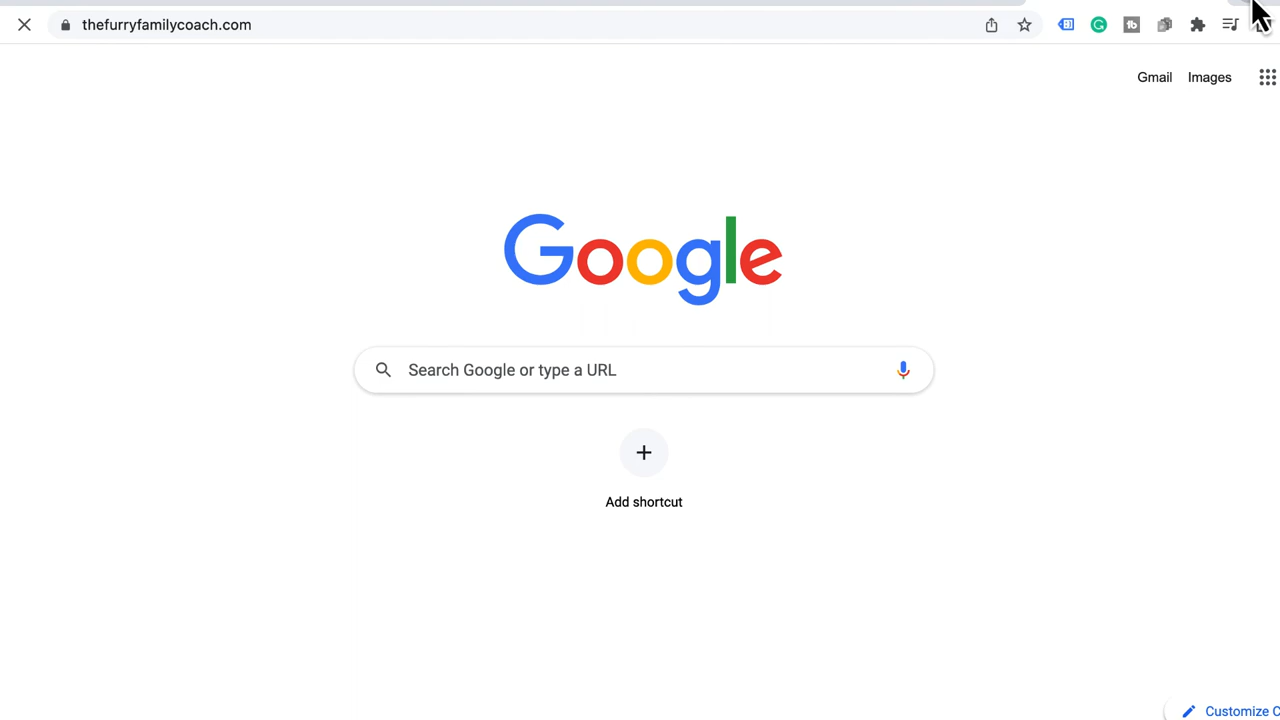 thefurryfamilycoach.com
Gmail Images
Google
Search Google or type a URL
Add shortcut
Customize C